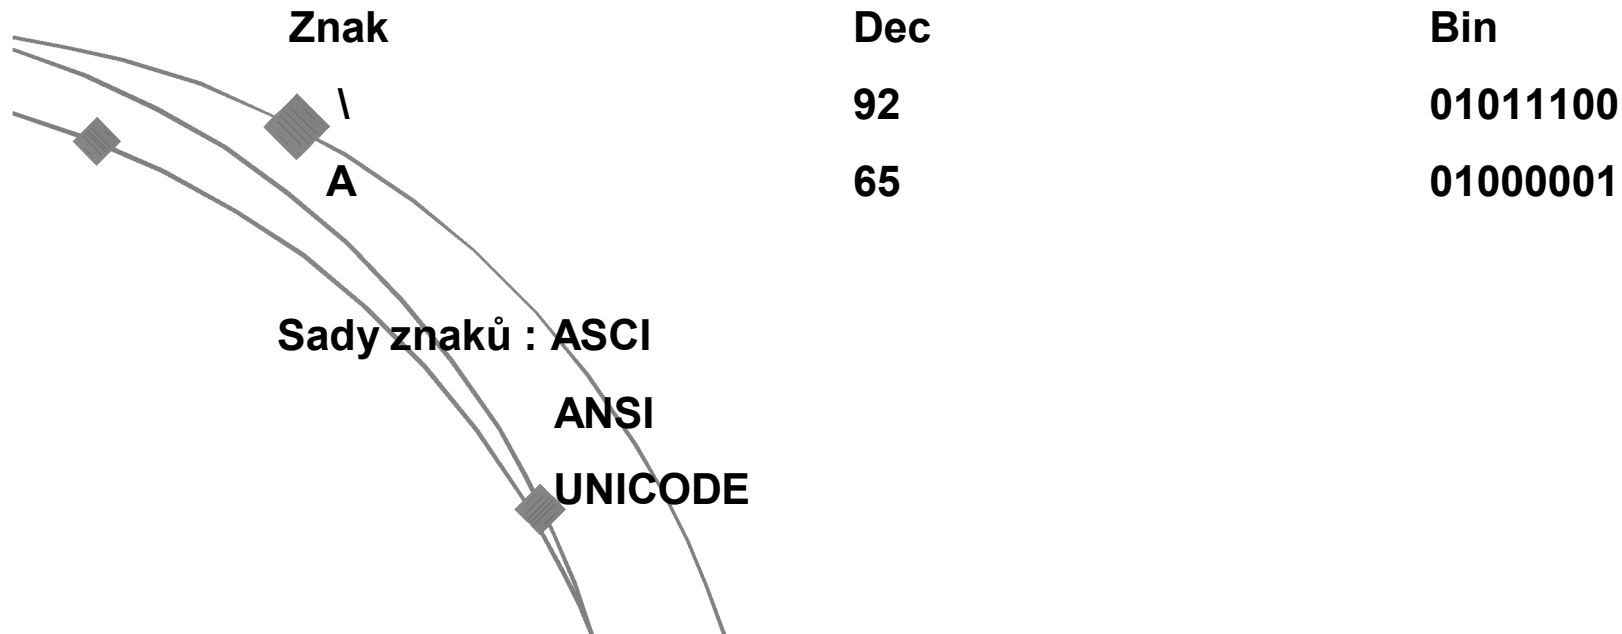 Znak Dec Bin
\ 92 01011100
A 65 01000001
Sady znaků : ASCI
ANSI
UNICODE